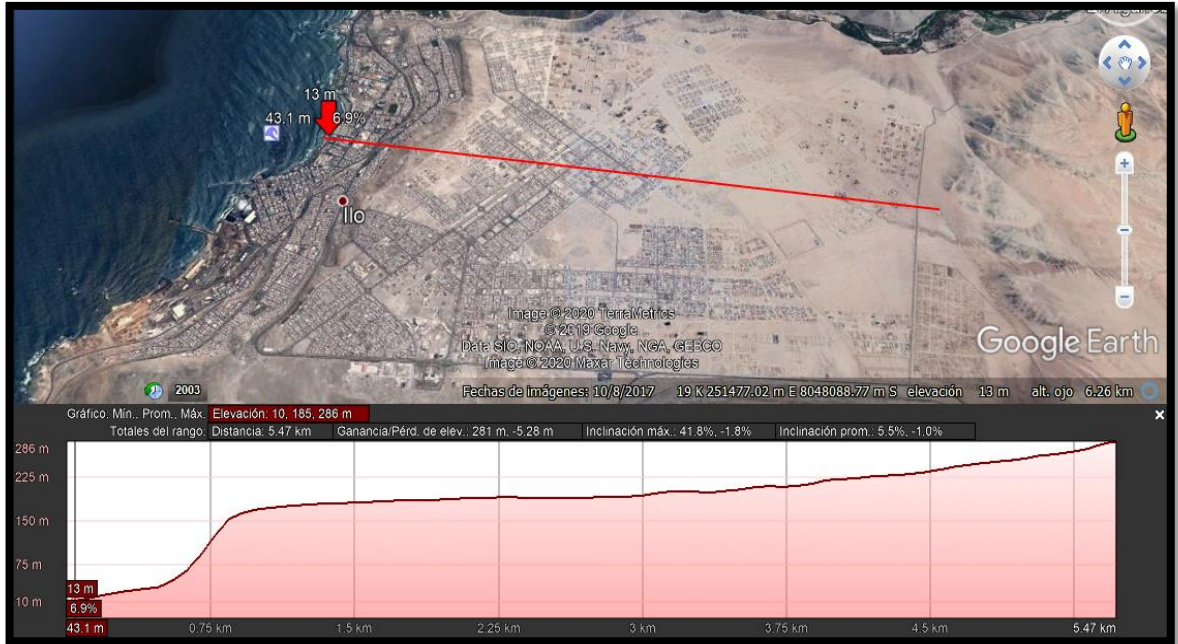 13 m
43.1 m 6.9%
Ilo
Image © 2020 TerraMetrics
© 2019 Google
Data SIO, NOAA, U.S. Navy, NGA, GEBCO
Image © 2020 Maxar Technologies
Google Earth
2003
Fechas de imágenes: 10/8/2017 19 K 251477.02 m E 8048088.77 m S elevación 13 m alt. ojo 6.26 km
Gráfico: Mín., Prom., Máx. Elevación: 10, 185, 286 m
Totales del rango: Distancia: 5.47 km Ganancia/Pérd. de elev.: 281 m, -5.28 m Inclinación máx.: 41.8%, -1.8% Inclinación prom.: 5.5%, -1.0%
286 m
225 m
150 m
75 m
13 m
10 m
6.9%
43.1 m 0.75 km 1.5 km 2.25 km 3 km 3.75 km 4.5 km 5.47 km